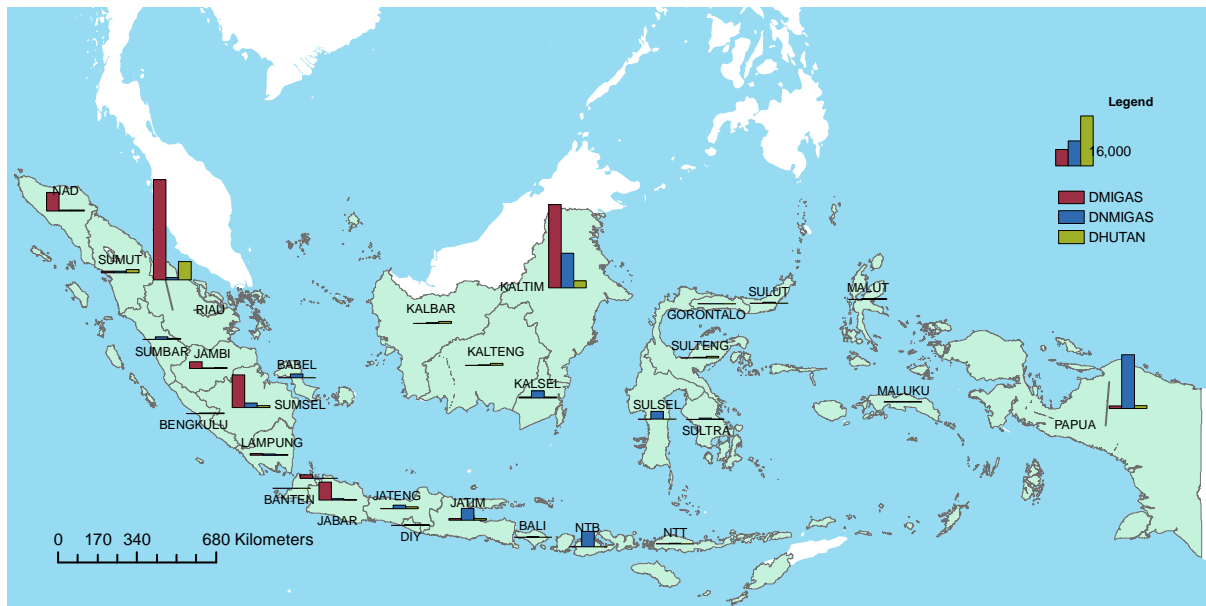 Legend
16,000
DMIGAS
DNMIGAS
DHUTAN
NAD
SUMUT
RIAU
SUMBAR
JAMBI
BABEL
SUMSEL
BENGKULU
LAMPUNG
BANTEN
JABAR
JATENG
DIY
JATIM
BALI
NTB
NTT
KALBAR
KALTIM
KALTENG
KALSEL
SULUT
GORONTALO
SULTENG
SULSEL
SULTRA
MALUT
MALUKU
PAPUA
0 170 340 680 Kilometers